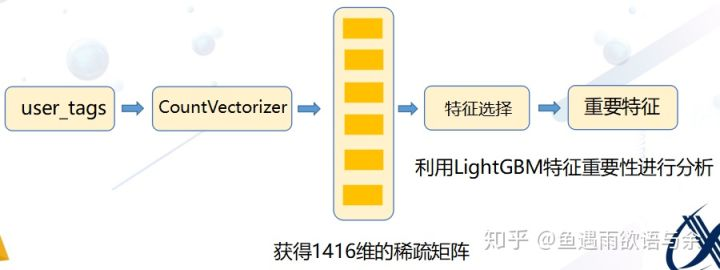 user_tags
CountVectorizer
特征选择
重要特征
利用LightGBM特征重要性进行分析
获得1416维的稀疏矩阵
知乎 @鱼遇雨欲语与余